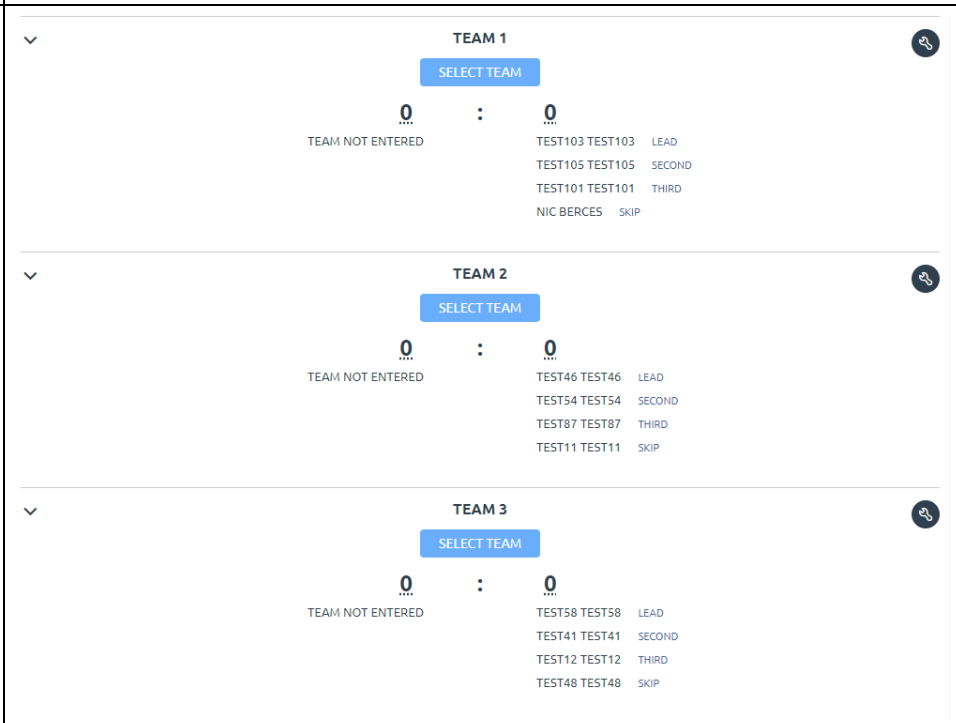 TEAM 1
SELECT TEAM
0 : 0
TEAM NOT ENTERED TEST103 TEST103 LEAD
TEST105 TEST105 SECOND
TEST101 TEST101 THIRD
NIC BERCES SKIP
TEAM 2
SELECT TEAM
0 : 0
TEAM NOT ENTERED TEST46 TEST46 LEAD
TEST54 TEST54 SECOND
TEST87 TEST87 THIRD
TEST11 TEST11 SKIP
TEAM 3
SELECT TEAM
0 : 0
TEAM NOT ENTERED TEST58 TEST58 LEAD
TEST41 TEST41 SECOND
TEST12 TEST12 THIRD
TEST48 TEST48 SKIP